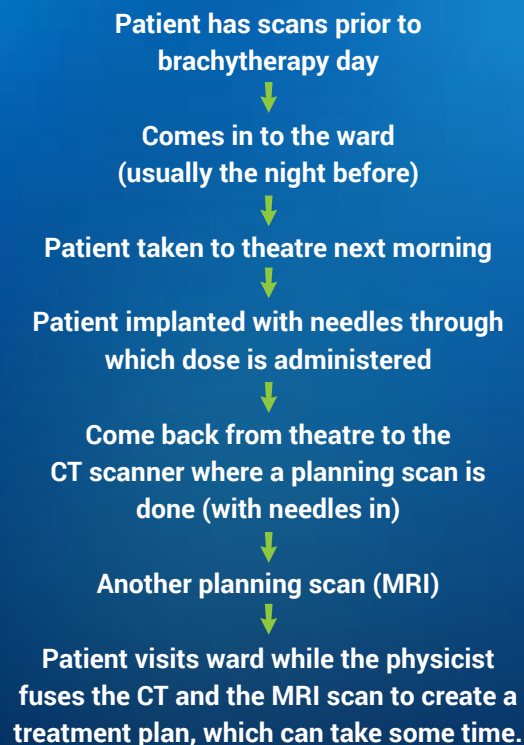 Patient has scans prior to
brachytherapy day
Comes in to the ward
(usually the night before)
Patient taken to theatre next morning
Patient implanted with needles through
which dose is administered
Come back from theatre to the
CT scanner where a planning scan is
done (with needles in)
Another planning scan (MRI)
Patient visits ward while the physicist
fuses the CT and the MRI scan to create a
treatment plan, which can take some time.